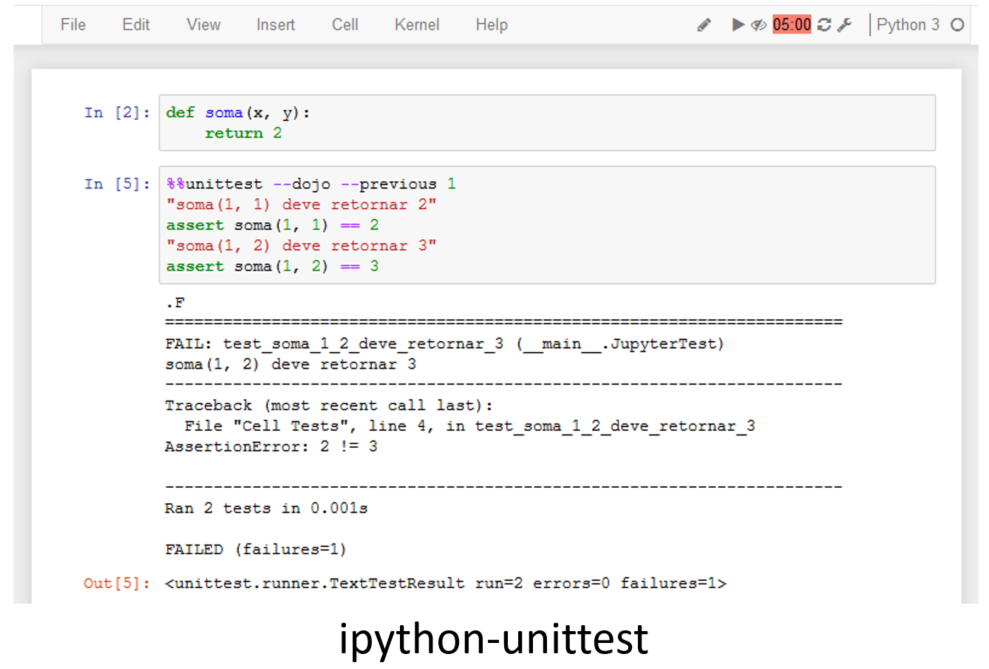 File Edit View Insert Cell Kernel Help 05:00 Python 3
In [2]: def soma(x, y):
return 2
In [5]: %%unittest --dojo --previous 1
"soma(1, 1) deve retornar 2"
assert soma(1, 1) == 2
"soma(1, 2) deve retornar 3"
assert soma(1, 2) == 3
.F
======================================================================
FAIL: test_soma_1_2_deve_retornar_3 (__main__.JupyterTest)
soma(1, 2) deve retornar 3
----------------------------------------------------------------------
Traceback (most recent call last):
File "Cell Tests", line 4, in test_soma_1_2_deve_retornar_3
AssertionError: 2 != 3
----------------------------------------------------------------------
Ran 2 tests in 0.001s
FAILED (failures=1)
Out[5]: <unittest.runner.TextTestResult run=2 errors=0 failures=1>
ipython-unittest